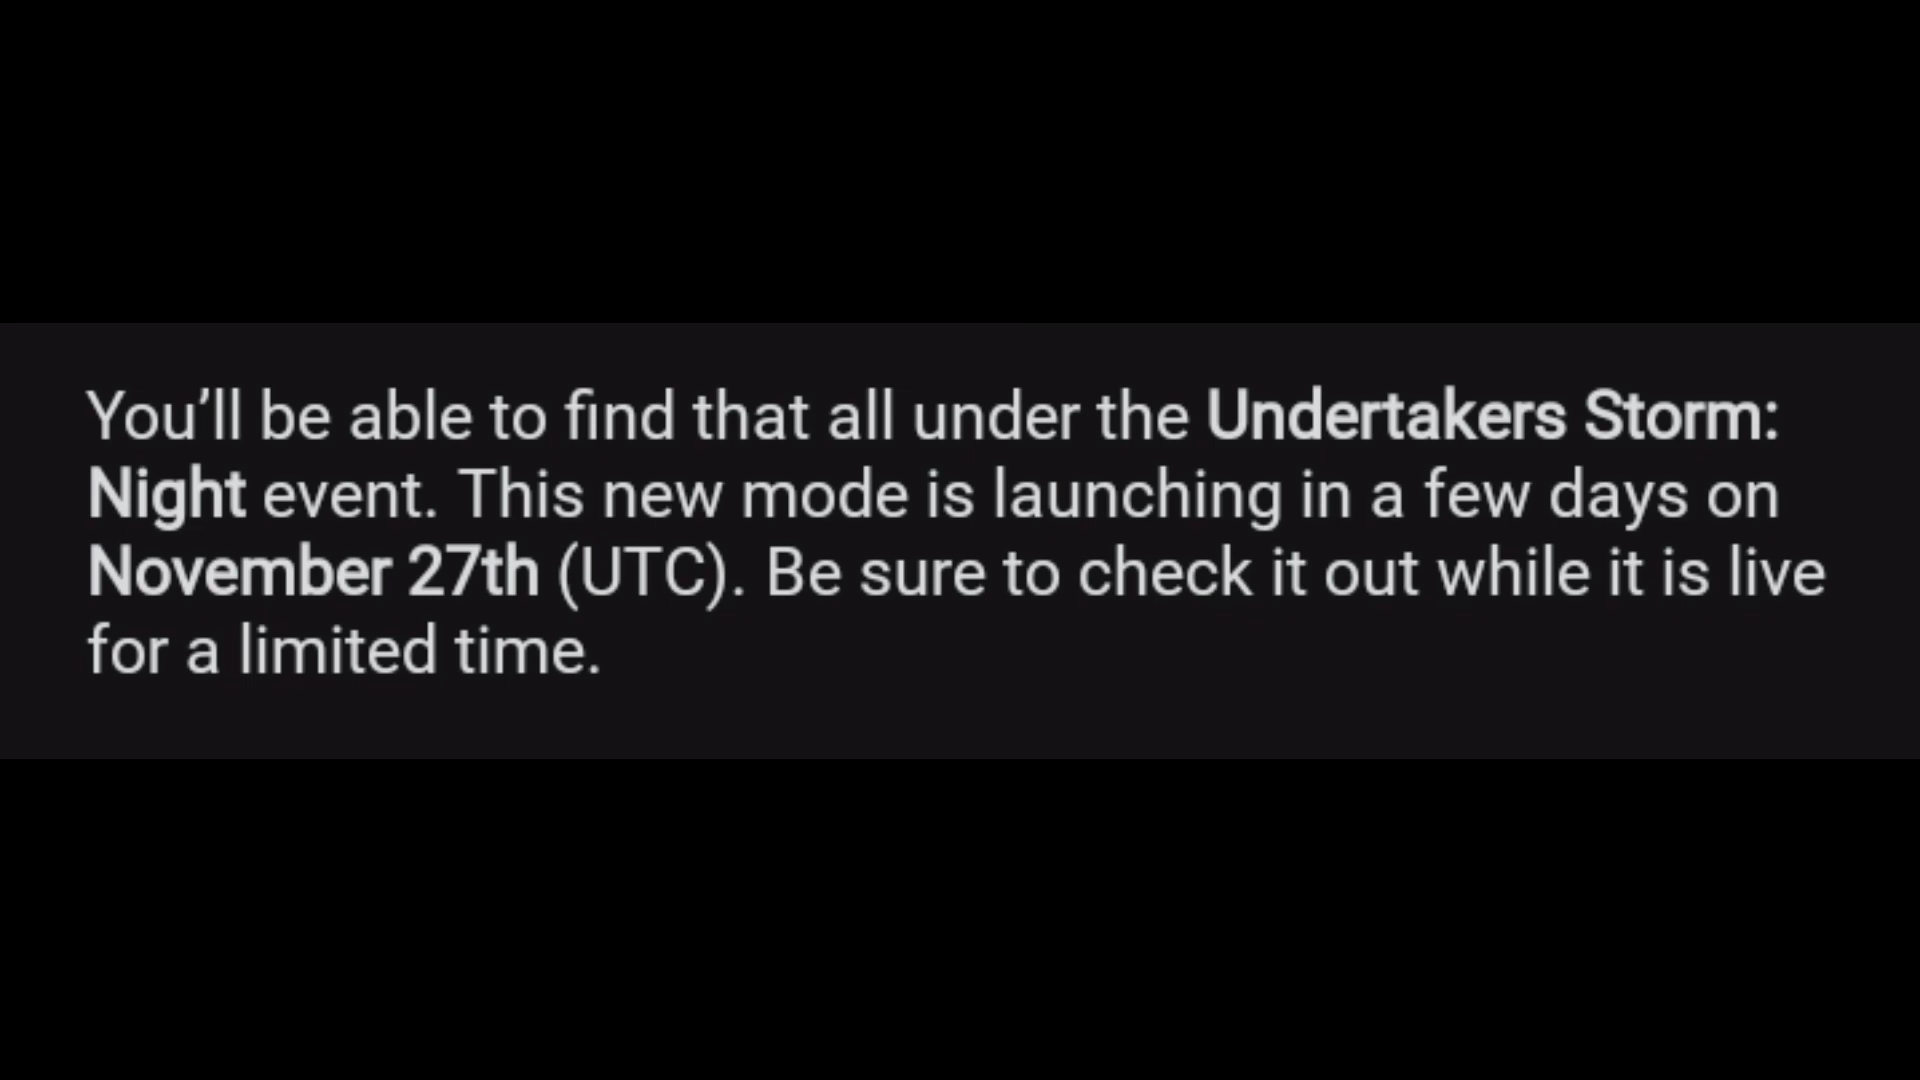 You’ll be able to find that all under the Undertakers Storm:
Night event. This new mode is launching in a few days on
November 27th (UTC). Be sure to check it out while it is live
for a limited time.